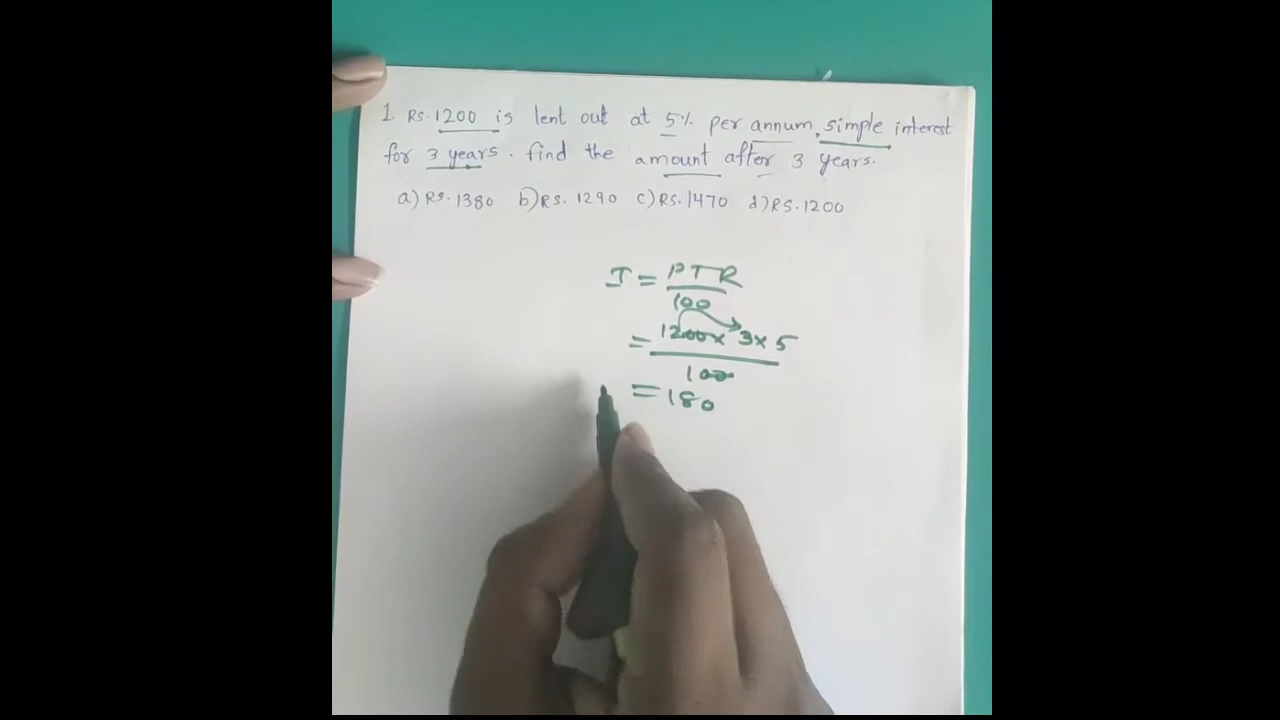 1 Rs.1200 is lent out at 5% per annum, simple interest
for 3 years. find the amount after 3 years.
a) Rs.1380 b) Rs.1290 c) Rs.1470 d) RS.1200
I = PTR
100
= 1200 x 3 x 5
100
= 180